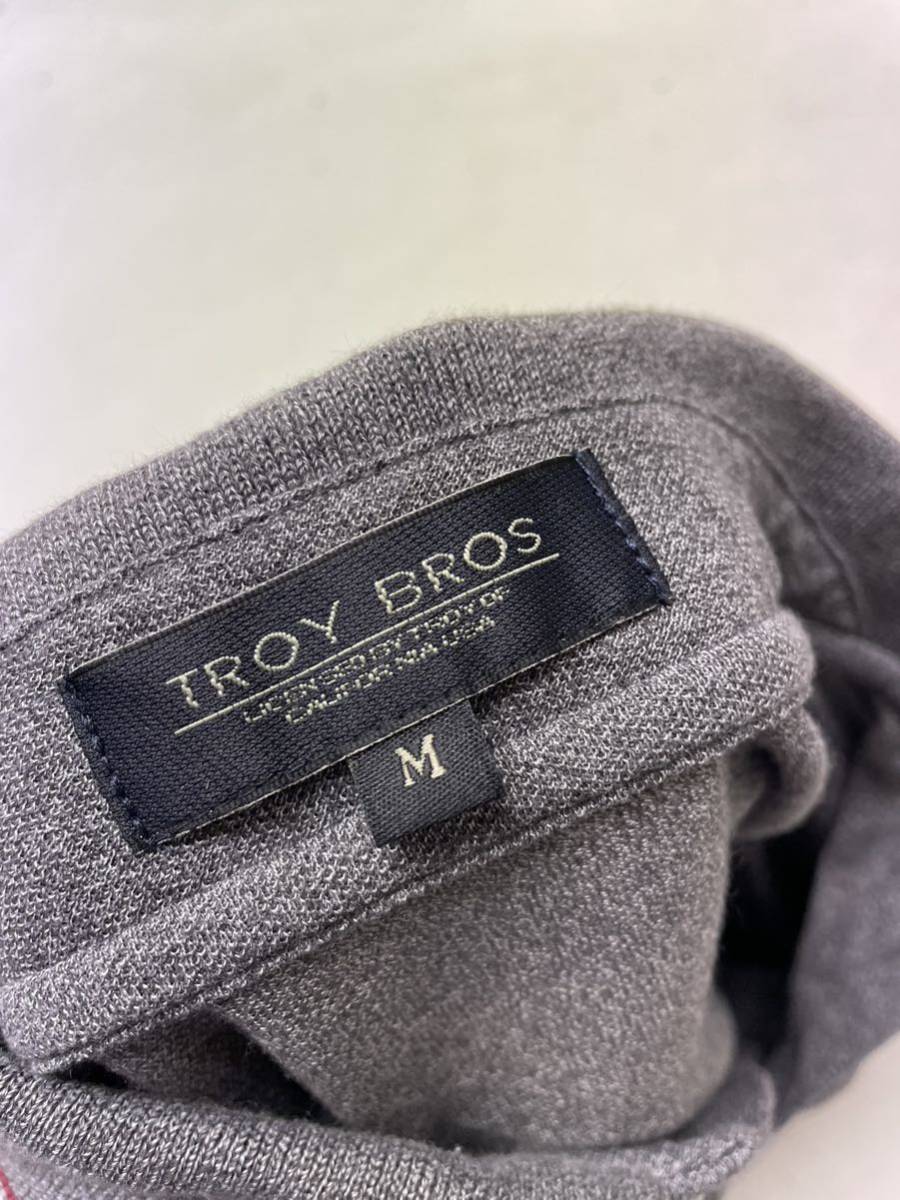 TROY BROS
LICENSED BY TROY OF
CALIFORNIA USA
M